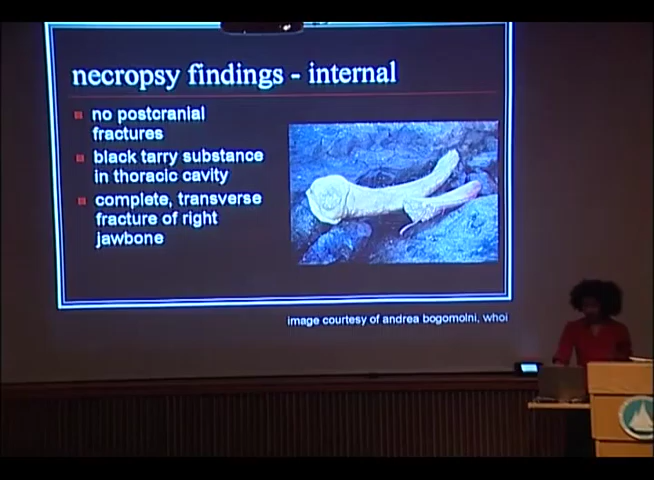 necropsy findings - internal
no postcranial
fractures
black tarry substance
in thoracic cavity
complete, transverse
fracture of right
jawbone
image courtesy of andrea bogomolni, whoi